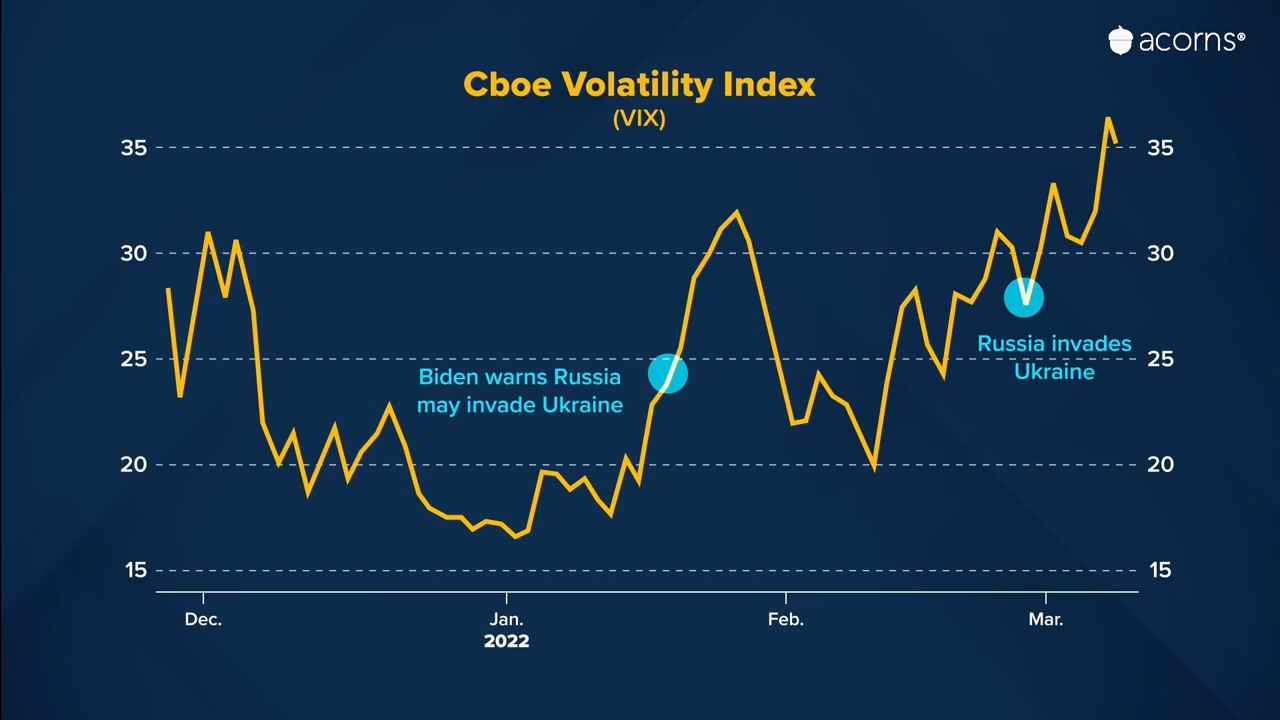 acorns®
Cboe Volatility Index
(VIX)
35 35
30 30
25 25
20 20
15 15
Biden warns Russia
may invade Ukraine
Russia invades
Ukraine
Dec. Jan. Feb. Mar.
2022